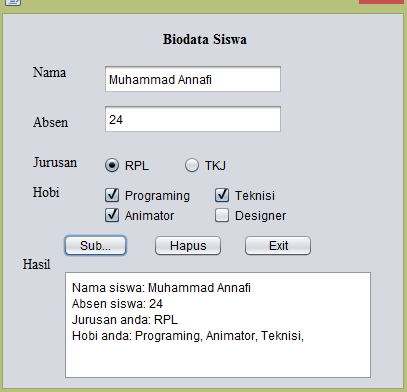 Biodata Siswa
Nama Muhammad Annafi
Absen 24
Jurusan RPL TKJ
Hobi Programing Teknisi
Animator Designer
Sub... Hapus Exit
Hasil
Nama siswa: Muhammad Annafi
Absen siswa: 24
Jurusan anda: RPL
Hobi anda: Programing, Animator, Teknisi,